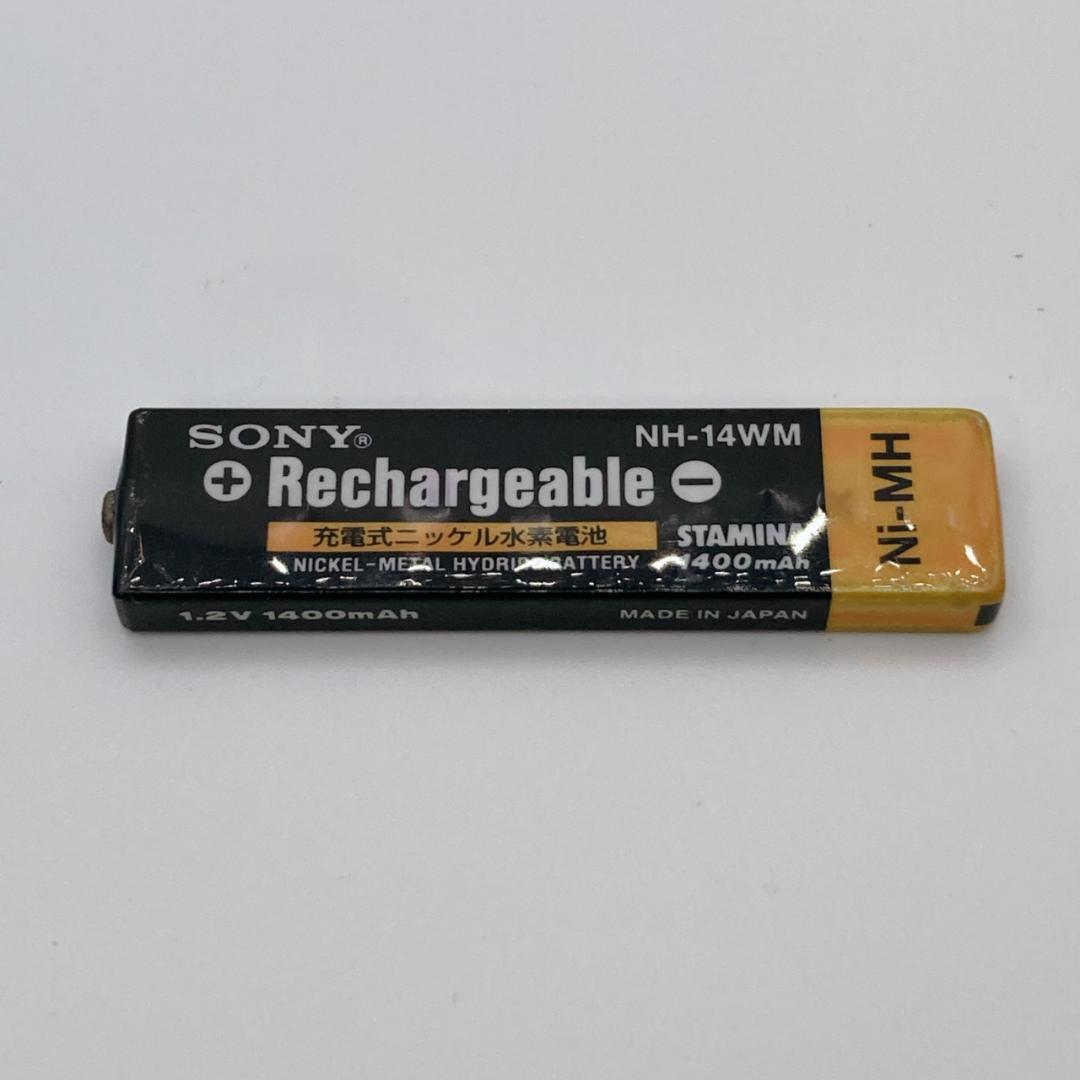 SONY®
NH-14WM
⊕ Rechargeable ⊖
充電式ニッケル水素電池
NICKEL-METAL HYDRIDE BATTERY
STAMINA
1400mAh
Ni-MH
1.2V 1400mAh
MADE IN JAPAN